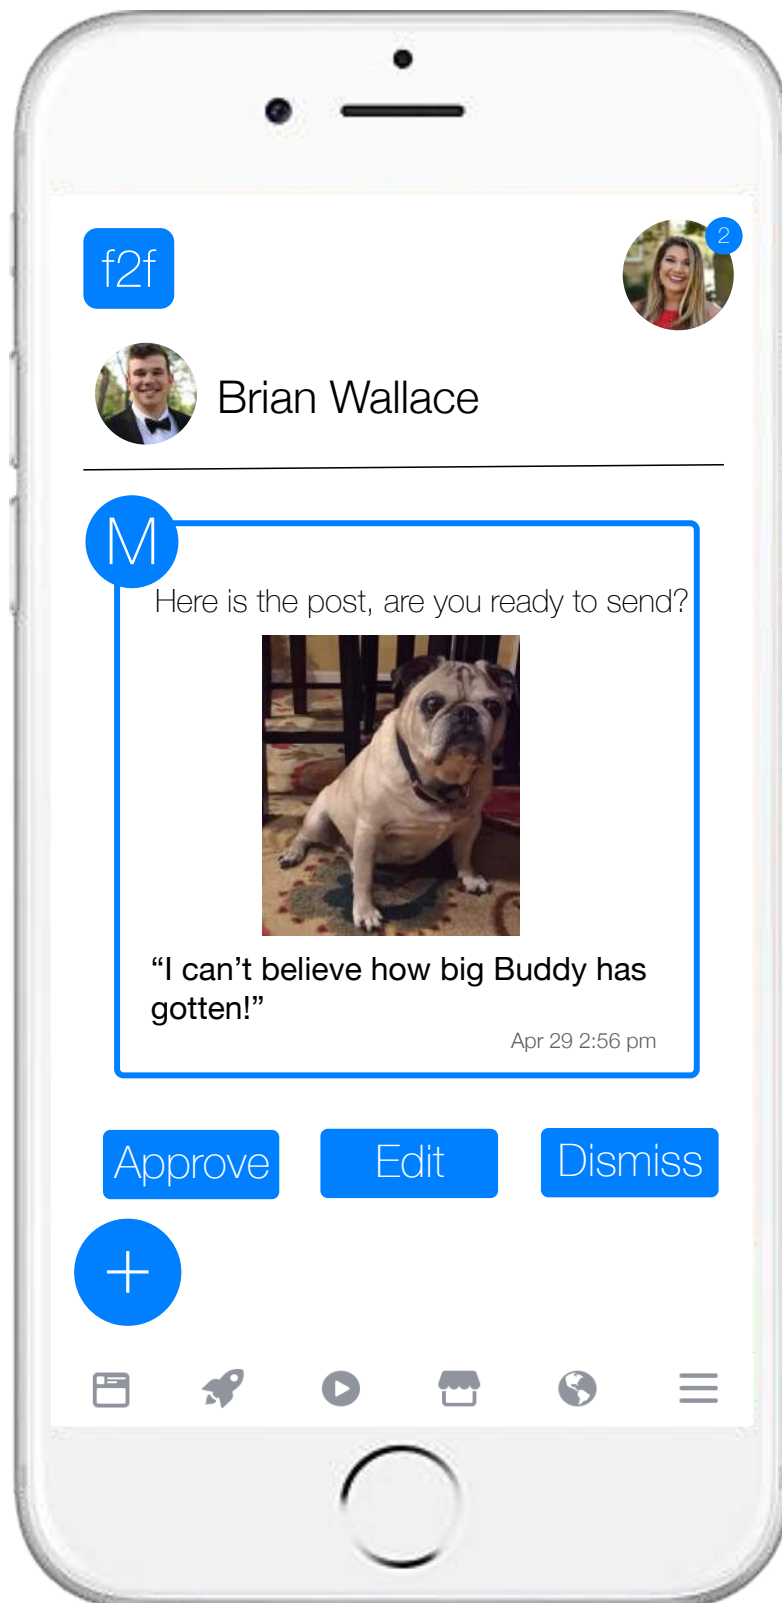 f2f
2
Brian Wallace
M
Here is the post, are you ready to send?
“I can’t believe how big Buddy has
gotten!”
Apr 29 2:56 pm
Approve
Edit
Dismiss